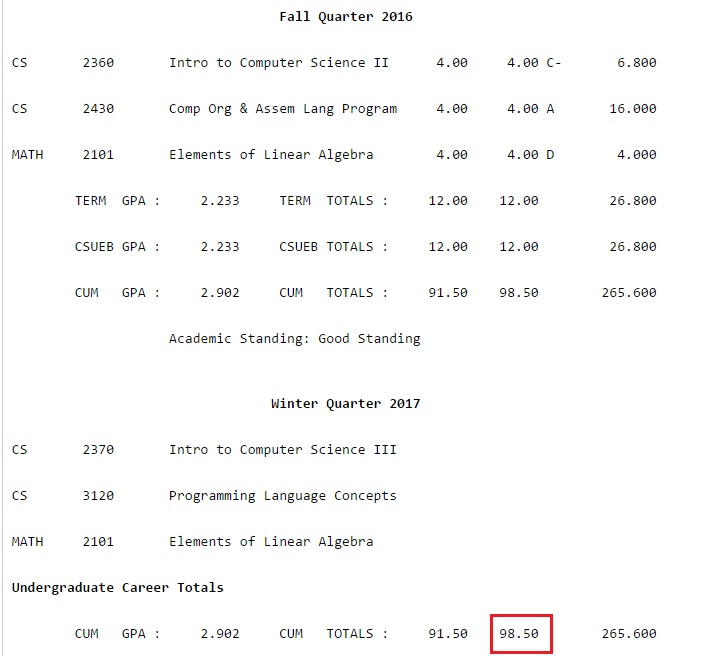 Fall Quarter 2016
CS 2360 Intro to Computer Science II 4.00 4.00 C- 6.800
CS 2430 Comp Org & Assem Lang Program 4.00 4.00 A 16.000
MATH 2101 Elements of Linear Algebra 4.00 4.00 D 4.000
TERM GPA : 2.233 TERM TOTALS : 12.00 12.00 26.800
CSUEB GPA : 2.233 CSUEB TOTALS : 12.00 12.00 26.800
CUM GPA : 2.902 CUM TOTALS : 91.50 98.50 265.600
Academic Standing: Good Standing
Winter Quarter 2017
CS 2370 Intro to Computer Science III
CS 3120 Programming Language Concepts
MATH 2101 Elements of Linear Algebra
Undergraduate Career Totals
CUM GPA : 2.902 CUM TOTALS : 91.50 98.50 265.600